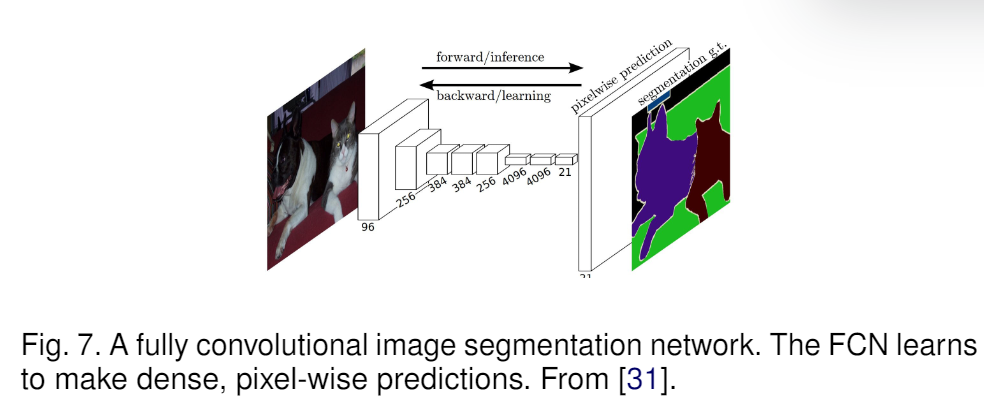 forward/inference
backward/learning
pixelwise prediction
segmentation g.t.
96
256
384
384
256
4096
4096
21
21
Fig. 7. A fully convolutional image segmentation network. The FCN learns
to make dense, pixel-wise predictions. From [31].